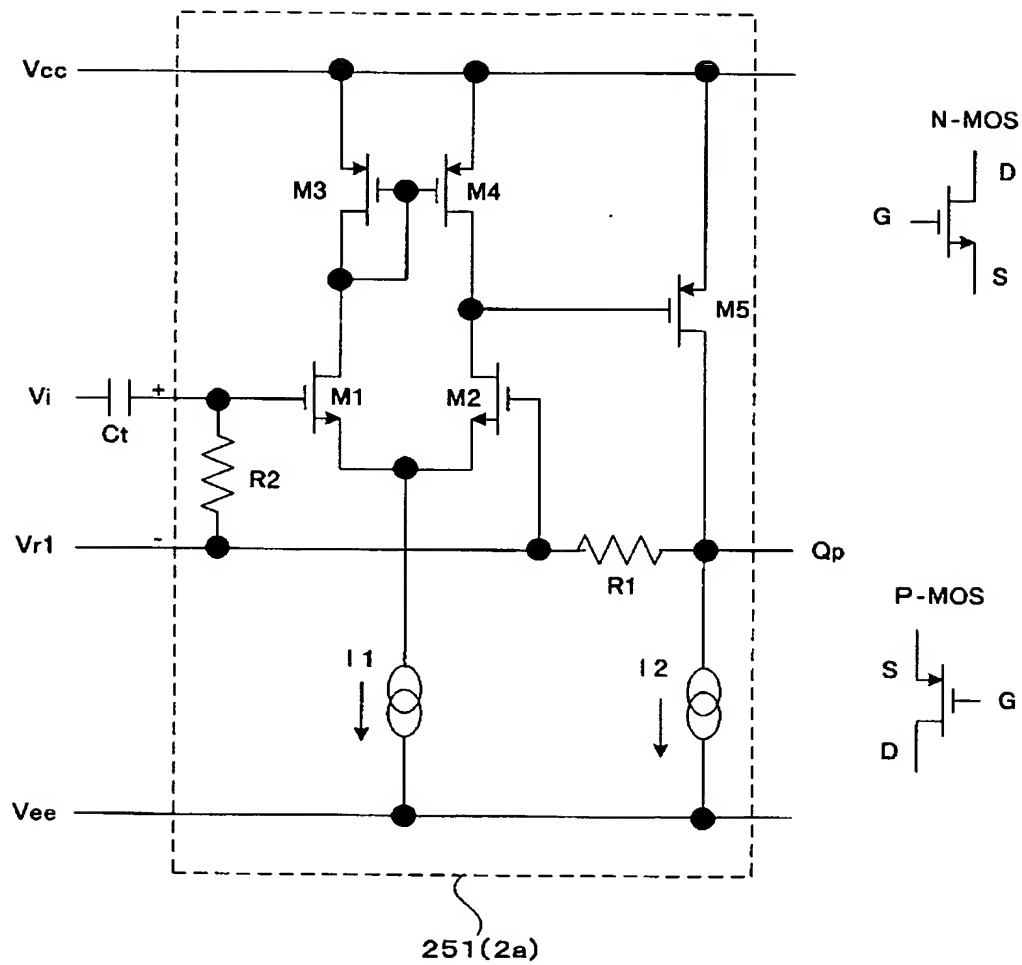 Vcc
N-MOS
D
G
S
M3
M4
M5
Vi
Ct
+
M1
M2
R2
Vr1
-
R1
Qp
P-MOS
S
G
D
I1
I2
Vee
251(2a)